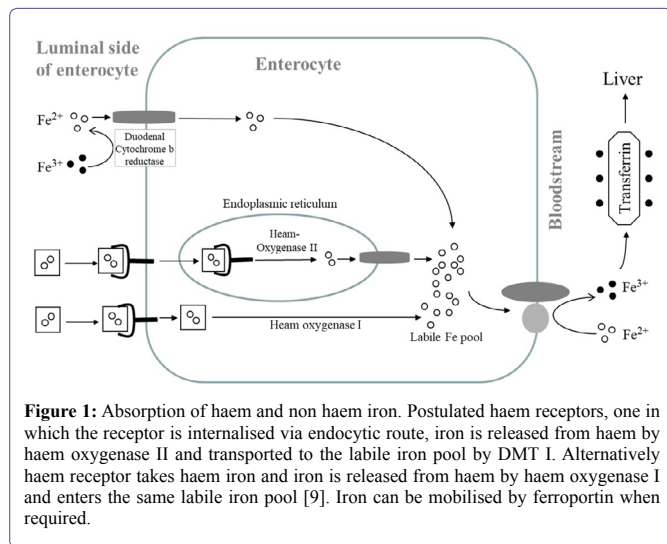 Luminal side
of enterocyte
Enterocyte
Liver
Fe2+
Duodenal
Cytochrome b
reductase
Fe3+
Endoplasmic reticulum
Heam-
Oxygenase II
Heam oxygenase I
Labile Fe pool
Bloodstream
Transferrin
Fe3+
Fe2+
Figure 1: Absorption of haem and non haem iron. Postulated haem receptors, one in
which the receptor is internalised via endocytic route, iron is released from haem by
haem oxygenase II and transported to the labile iron pool by DMT I. Alternatively
haem receptor takes haem iron and iron is released from haem by haem oxygenase I
and enters the same labile iron pool [9]. Iron can be mobilised by ferroportin when
required.